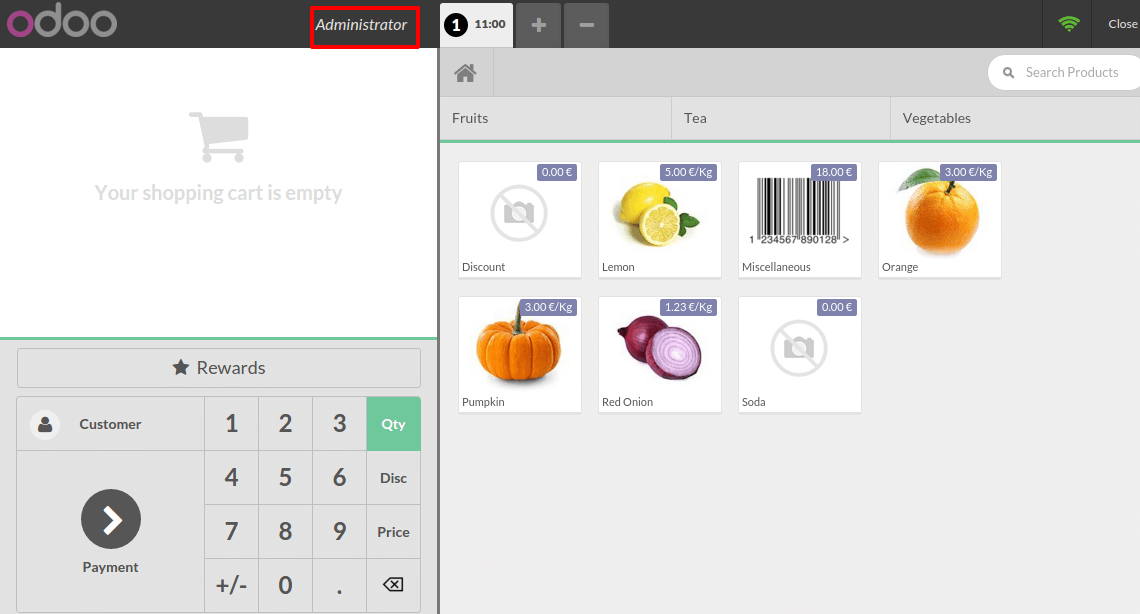 odoo
Administrator
1 11:00
+
−
Close
Search Products
Fruits
Tea
Vegetables
Your shopping cart is empty
0.00 €
Discount
5.00 €/Kg
Lemon
18.00 €
1 234567 890128 >
Miscellaneous
3.00 €/Kg
Orange
3.00 €/Kg
Pumpkin
1.23 €/Kg
Red Onion
0.00 €
Soda
Rewards
Customer
1 2 3 Qty
4 5 6 Disc
7 8 9 Price
Payment
+/- 0 .